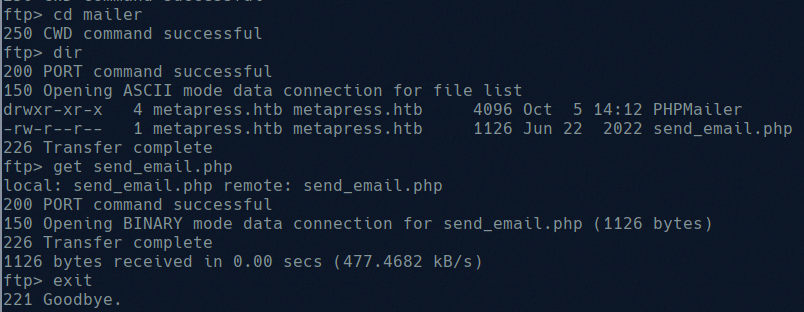 250 CWD command successful
ftp> cd mailer
250 CWD command successful
ftp> dir
200 PORT command successful
150 Opening ASCII mode data connection for file list
drwxr-xr-x   4 metapress.htb metapress.htb     4096 Oct  5 14:12 PHPMailer
-rw-r--r--   1 metapress.htb metapress.htb     1126 Jun 22  2022 send_email.php
226 Transfer complete
ftp> get send_email.php
local: send_email.php remote: send_email.php
200 PORT command successful
150 Opening BINARY mode data connection for send_email.php (1126 bytes)
226 Transfer complete
1126 bytes received in 0.00 secs (477.4682 kB/s)
ftp> exit
221 Goodbye.